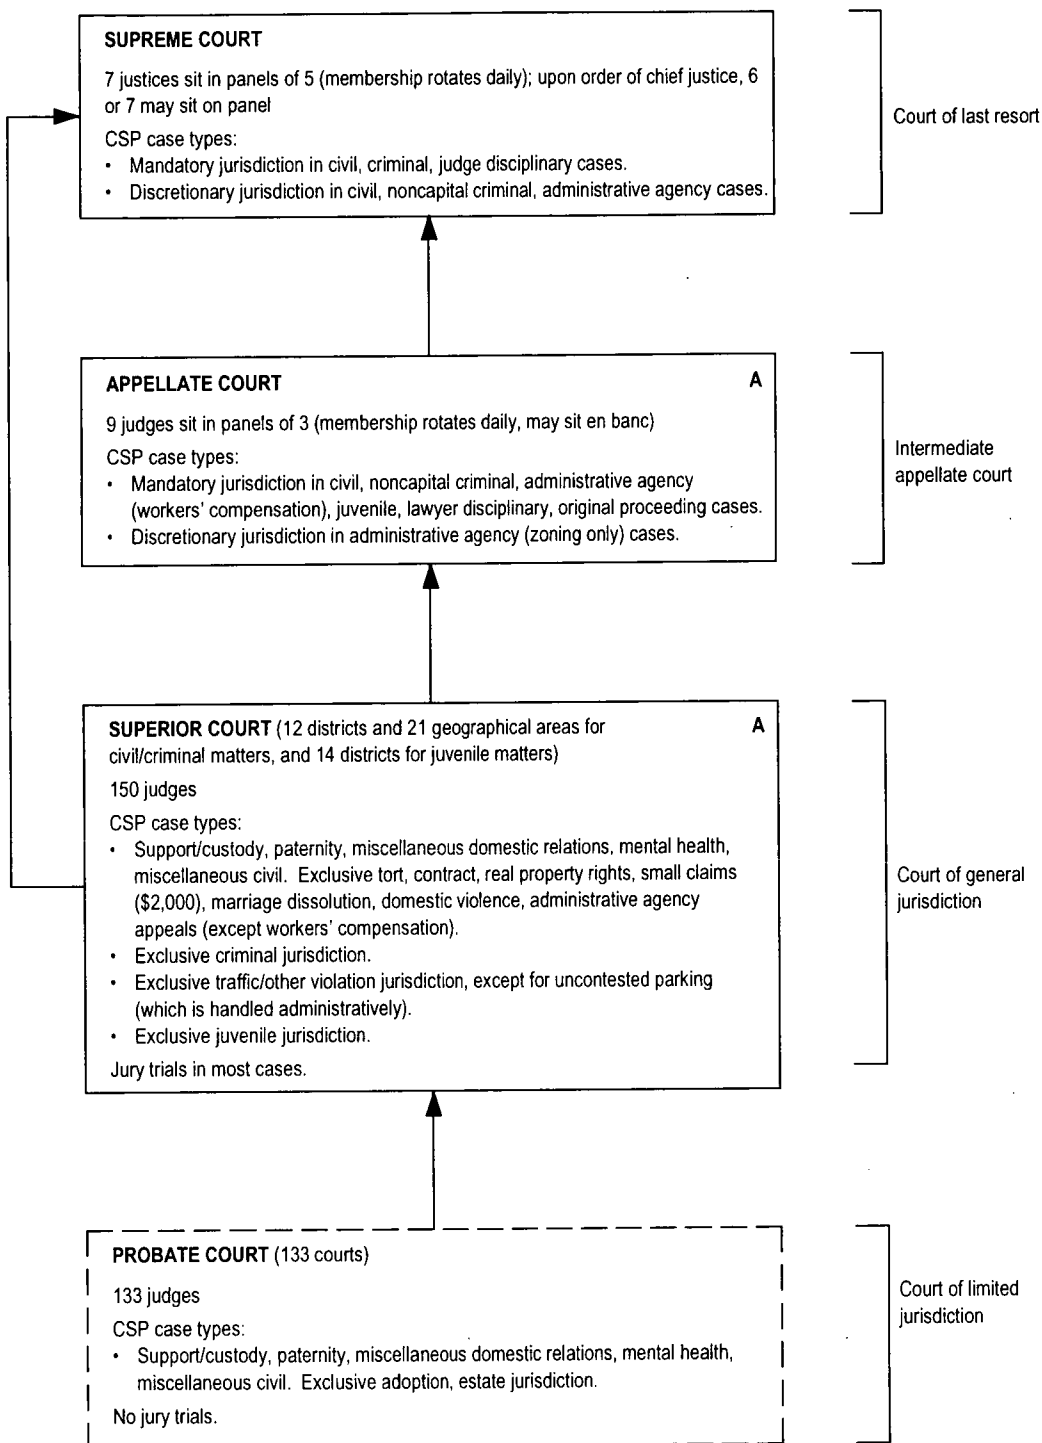 SUPREME COURT
7 justices sit in panels of 5 (membership rotates daily); upon order of chief justice, 6
or 7 may sit on panel
CSP case types:
• Mandatory jurisdiction in civil, criminal, judge disciplinary cases.
• Discretionary jurisdiction in civil, noncapital criminal, administrative agency cases.
Court of last resort
APPELLATE COURT A
9 judges sit in panels of 3 (membership rotates daily, may sit en banc)
CSP case types:
• Mandatory jurisdiction in civil, noncapital criminal, administrative agency
(workers' compensation), juvenile, lawyer disciplinary, original proceeding cases.
• Discretionary jurisdiction in administrative agency (zoning only) cases.
Intermediate
appellate court
SUPERIOR COURT (12 districts and 21 geographical areas for A
civil/criminal matters, and 14 districts for juvenile matters)
150 judges
CSP case types:
• Support/custody, paternity, miscellaneous domestic relations, mental health,
miscellaneous civil. Exclusive tort, contract, real property rights, small claims
($2,000), marriage dissolution, domestic violence, administrative agency
appeals (except workers' compensation).
• Exclusive criminal jurisdiction.
• Exclusive traffic/other violation jurisdiction, except for uncontested parking
(which is handled administratively).
• Exclusive juvenile jurisdiction.
Jury trials in most cases.
Court of general
jurisdiction
PROBATE COURT (133 courts)
133 judges
CSP case types:
• Support/custody, paternity, miscellaneous domestic relations, mental health,
miscellaneous civil. Exclusive adoption, estate jurisdiction.
No jury trials.
Court of limited
jurisdiction